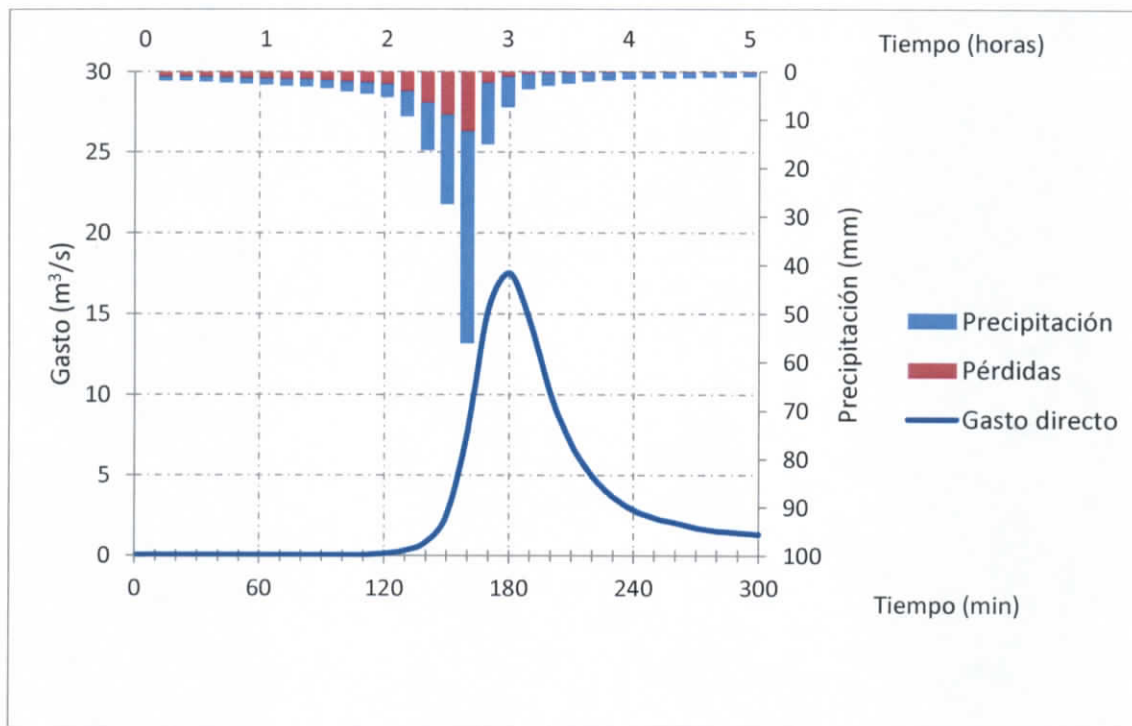 0 1 2 3 4 5 Tiempo (horas)
30 0
25 10
20 20
15 30
10 40
5 50
0 60
70
80
90
100
Gasto (m³/s)
Precipitación (mm)
Precipitación
Pérdidas
Gasto directo
0 60 120 180 240 300
Tiempo (min)